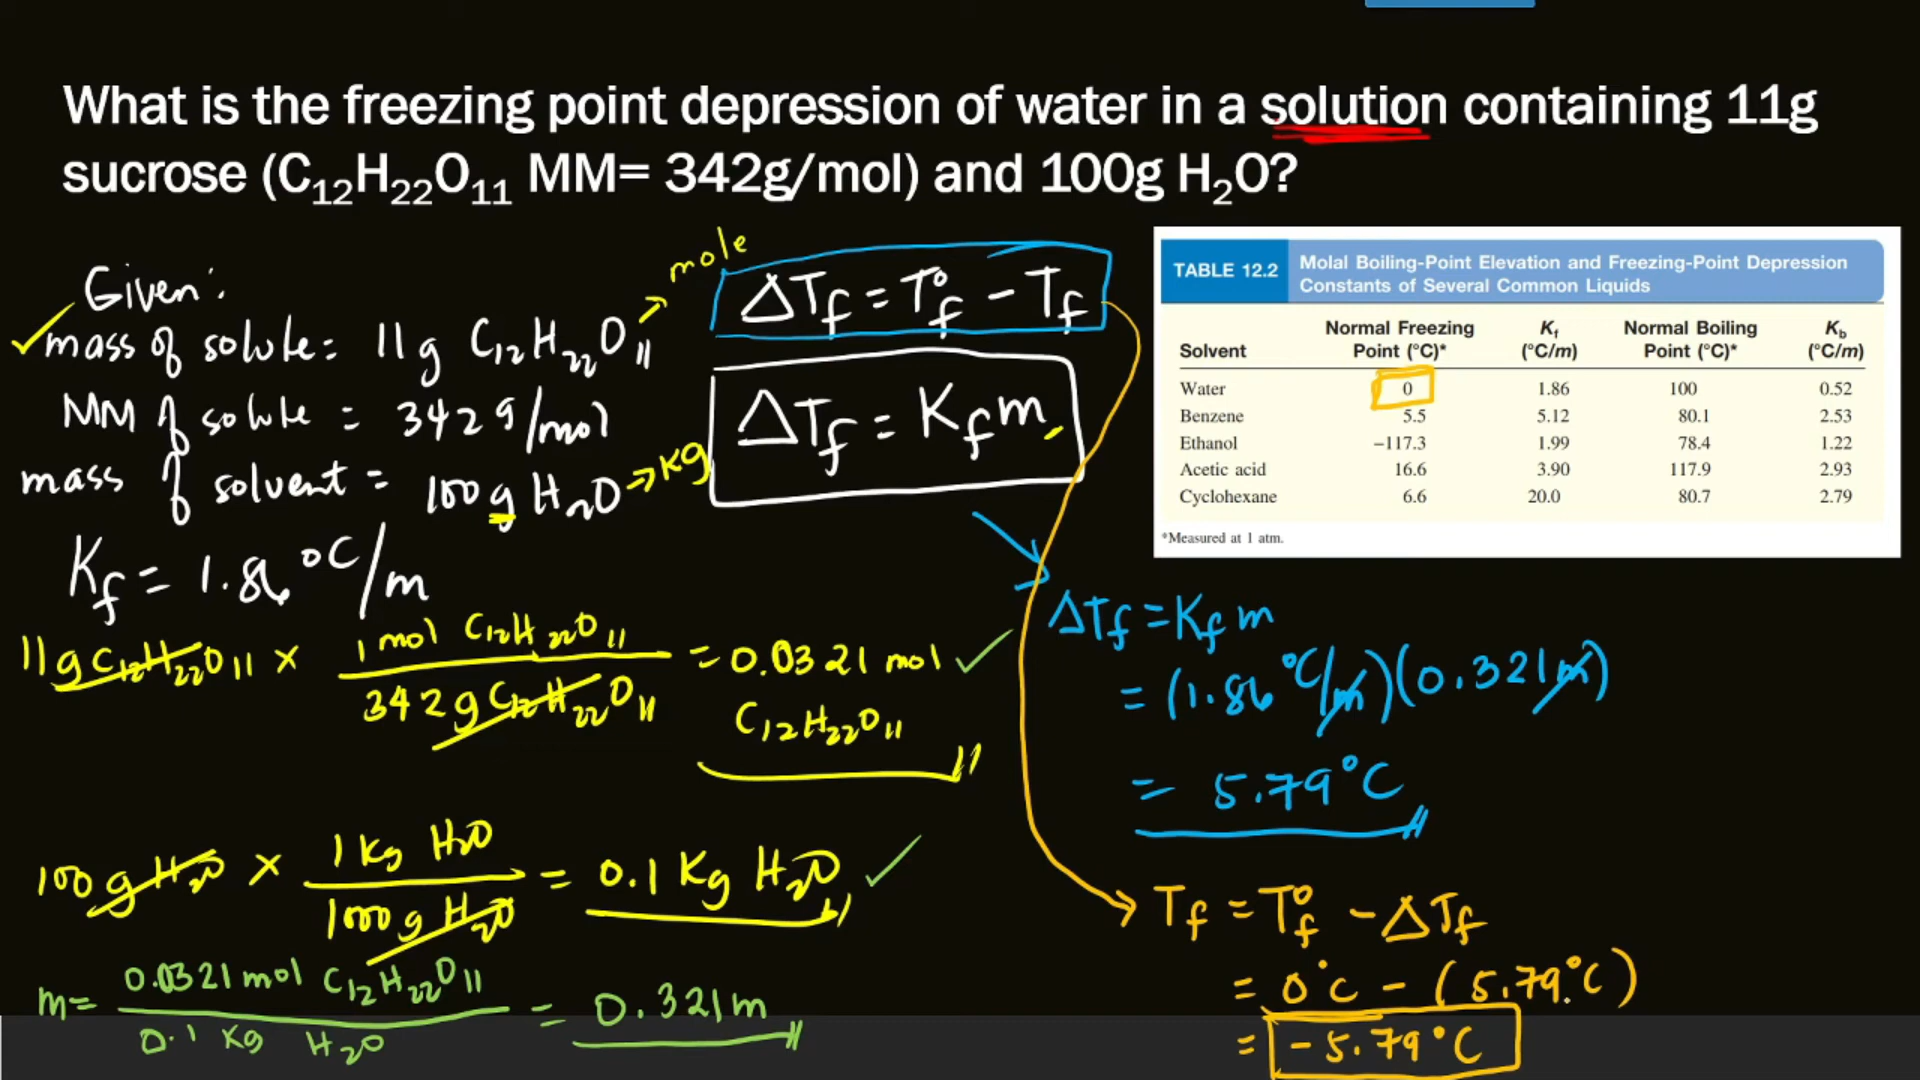 What is the freezing point depression of water in a solution containing 11g
sucrose (C₁₂H₂₂O₁₁ MM= 342g/mol) and 100g H₂O?
Given:
mass of solute: 11g C₁₂H₂₂O₁₁ → mole
MM of solute = 342g/mol
mass of solvent = 100g H₂O → kg
Kf = 1.86 °C/m
ΔTf = T°f - Tf
ΔTf = Kf m
TABLE 12.2 Molal Boiling-Point Elevation and Freezing-Point Depression
Constants of Several Common Liquids
Solvent Normal Freezing Point (°C)* Kf (°C/m) Normal Boiling Point (°C)* Kb (°C/m)
Water 0 1.86 100 0.52
Benzene 5.5 5.12 80.1 2.53
Ethanol −117.3 1.99 78.4 1.22
Acetic acid 16.6 3.90 117.9 2.93
Cyclohexane 6.6 20.0 80.7 2.79
*Measured at 1 atm.
11g C₁₂H₂₂O₁₁ x 1 mol C₁₂H₂₂O₁₁ / 342g C₁₂H₂₂O₁₁ = 0.0321 mol
C₁₂H₂₂O₁₁
100g H₂O x 1 kg H₂O / 1000g H₂O = 0.1 kg H₂O
m = 0.0321 mol C₁₂H₂₂O₁₁ / 0.1 kg H₂O = 0.321m
ΔTf = Kf m
= (1.86 °C/m)(0.321m)
= 5.79°C
Tf = T°f - ΔTf
= 0°C - (5.79°C)
= -5.79°C